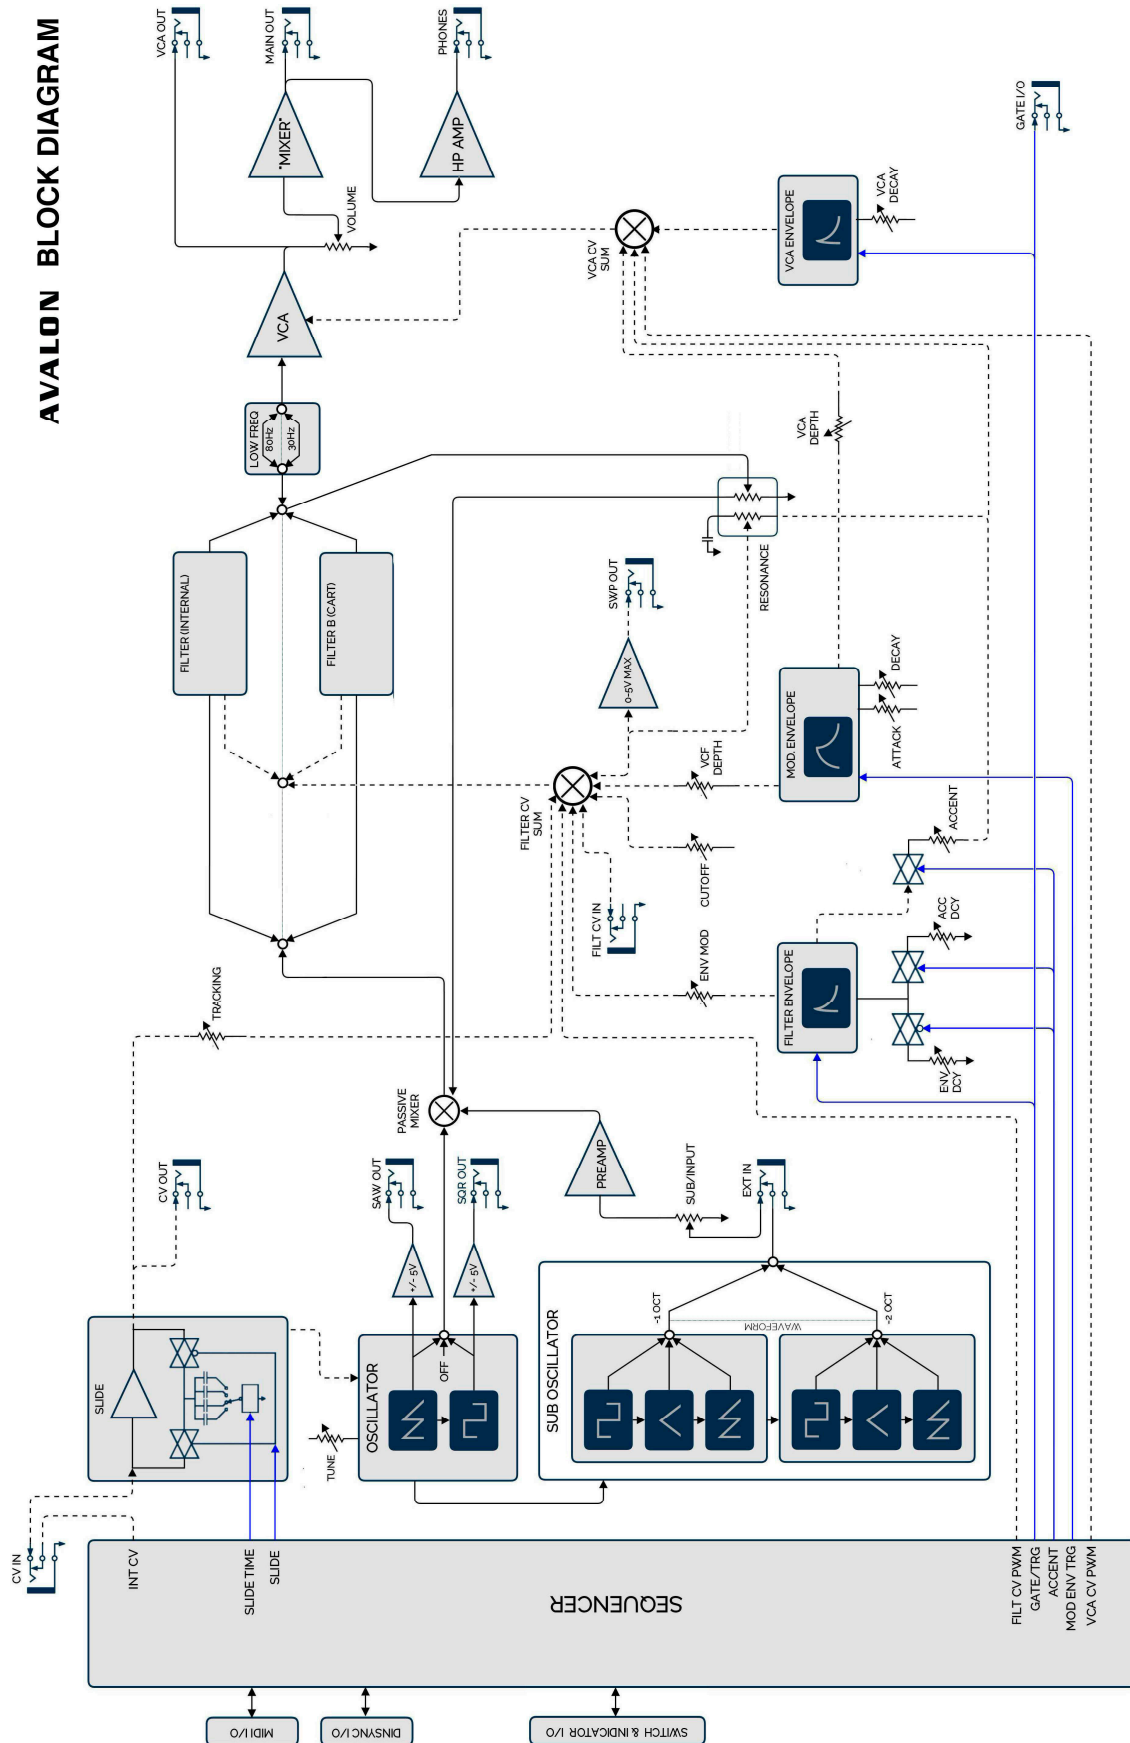 AVALON BLOCK DIAGRAM
VCA OUT
MAIN OUT
PHONES
"MIXER"
HP AMP
VOLUME
GATE I/O
VCA
VCA CV
SUM
VCA ENVELOPE
VCA
DECAY
LOW FREQ
80Hz
30Hz
VCA
DEPTH
FILTER (INTERNAL)
FILTER B (CART)
RESONANCE
SWP OUT
0-5V MAX
FILTER CV
SUM
VCF
DEPTH
MOD. ENVELOPE
DECAY
ATTACK
CUTOFF
ACCENT
FILT CV IN
ENV MOD
FILTER ENVELOPE
ACC
DCY
ENV
DCY
TRACKING
PASSIVE
MIXER
CV OUT
SAW OUT
SQR OUT
PREAMP
SUB/INPUT
EXT IN
+/- 5V
+/- 5V
SLIDE
OFF
OSCILLATOR
TUNE
SUB OSCILLATOR
-1 OCT
WAVEFORM
-2 OCT
CV IN
INT CV
SLIDE TIME
SLIDE
SEQUENCER
FILT CV PWM
GATE/TRG
ACCENT
MOD ENV TRG
VCA CV PWM
MIDI I/O
DINSYNC I/O
SWITCH & INDICATOR I/O